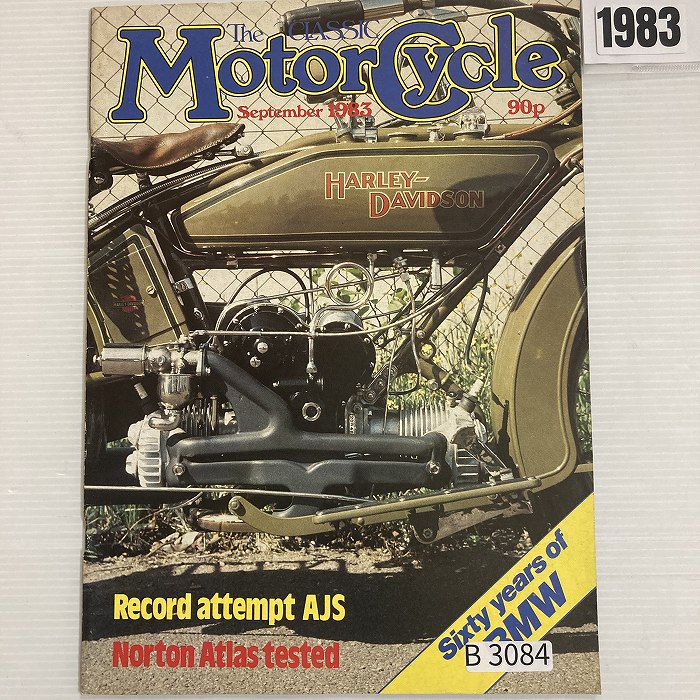 1983
The CLASSIC
MotorCycle
September 1983
90p
HARLEY-
DAVIDSON
Record attempt AJS
Norton Atlas tested
Sixty years of
BMW
B 3084